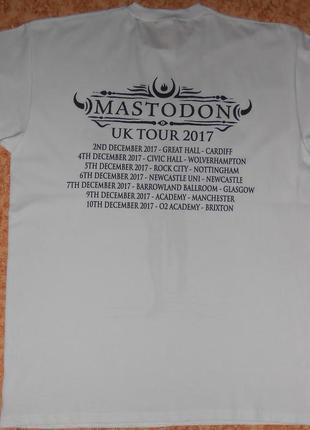 MASTODON
UK TOUR 2017
2ND DECEMBER 2017 - GREAT HALL - CARDIFF
4TH DECEMBER 2017 - CIVIC HALL - WOLVERHAMPTON
5TH DECEMBER 2017 - ROCK CITY - NOTTINGHAM
6TH DECEMBER 2017 - NEWCASTLE UNI - NEWCASTLE
7TH DECEMBER 2017 - BARROWLAND BALLROOM - GLASGOW
9TH DECEMBER 2017 - ACADEMY - MANCHESTER
10TH DECEMBER 2017 - O2 ACADEMY - BRIXTON